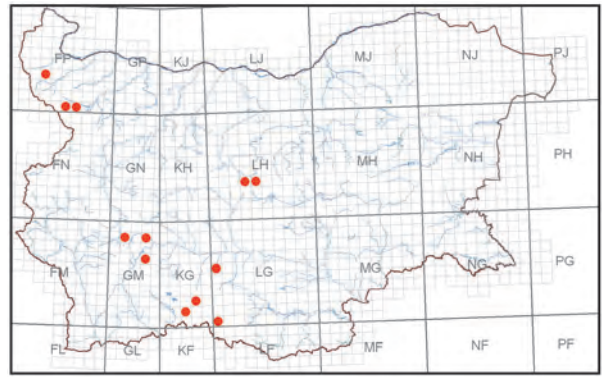 FP GP KJ LJ MJ NJ PJ
FN GN KH LH MH NH PH
FM GM KG LG MG NG PG
FL GL KF LF MF NF PF